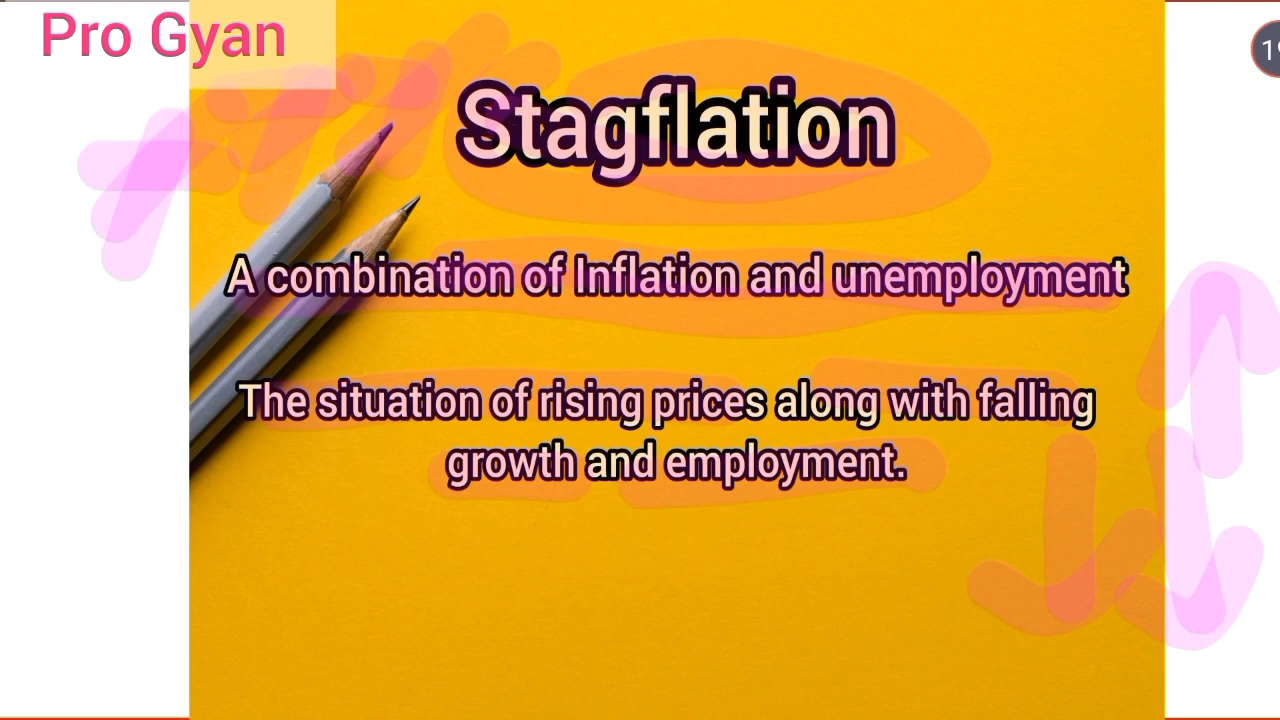 Pro Gyan
Stagflation
A combination of Inflation and unemployment
The situation of rising prices along with falling
growth and employment.